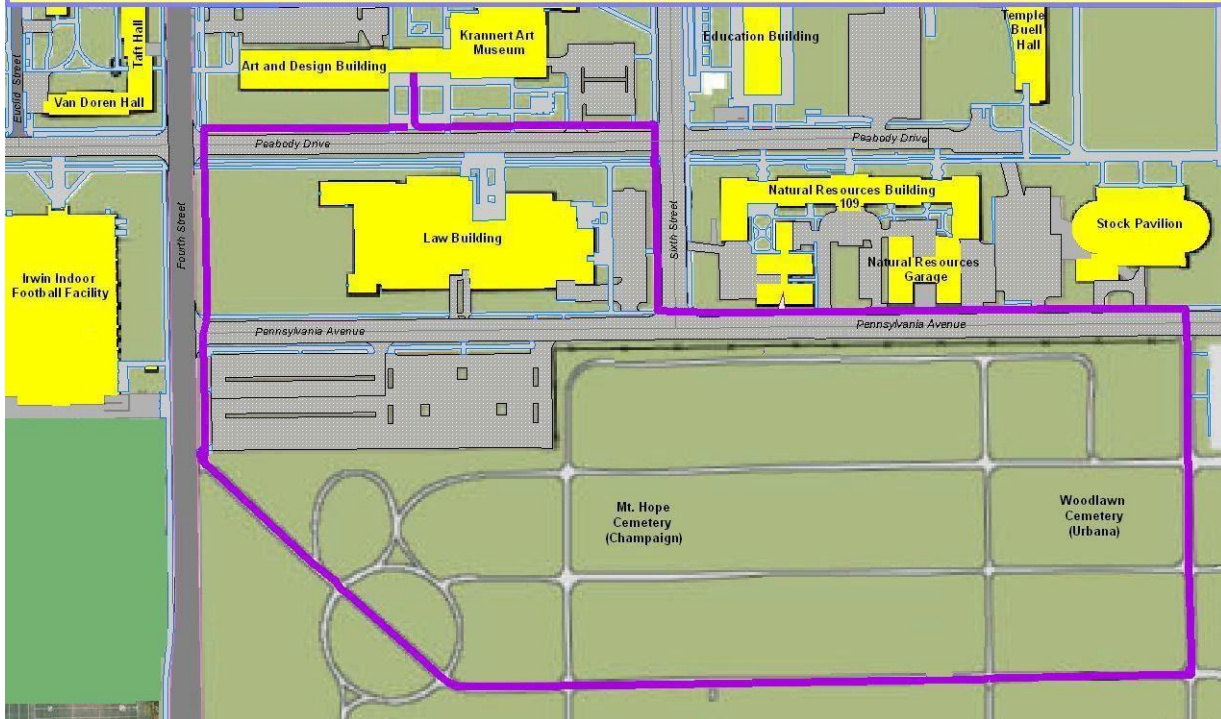 Euclid Street
Taft Hall
Van Doren Hall
Art and Design Building
Krannert Art
Museum
Education Building
Temple
Buell
Hall
Peabody Drive
Peabody Drive
Fourth Street
Law Building
Sixth Street
Natural Resources Building
109
Natural Resources
Garage
Stock Pavilion
Irwin Indoor
Football Facility
Pennsylvania Avenue
Pennsylvania Avenue
Mt. Hope
Cemetery
(Champaign)
Woodlawn
Cemetery
(Urbana)